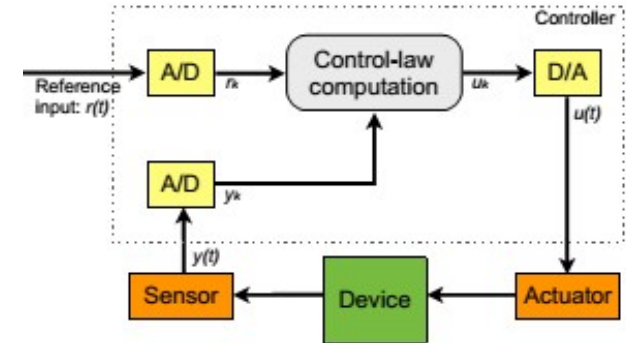 Controller
A/D
Control-law
computation
D/A
Reference
input: r(t)
rk
uk
u(t)
A/D
yk
y(t)
Sensor
Device
Actuator